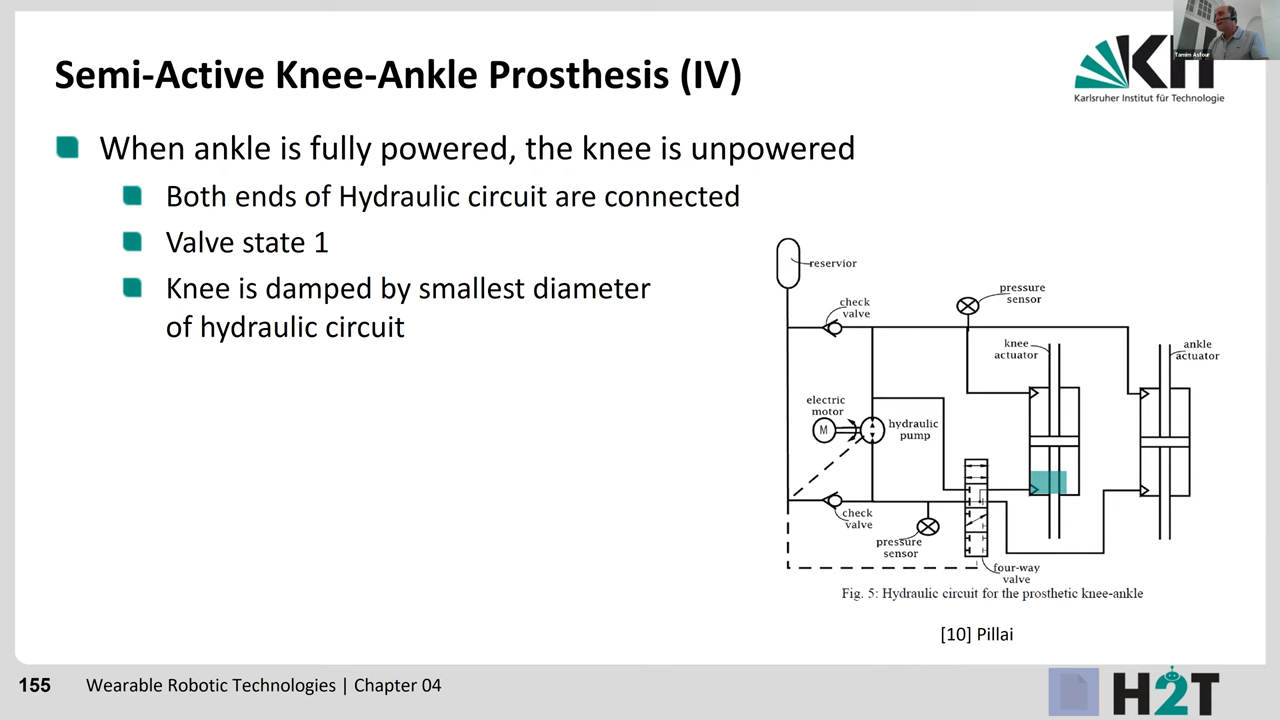 Semi-Active Knee-Ankle Prosthesis (IV)
Tamim Asfour
KIT
Karlsruher Institut für Technologie
When ankle is fully powered, the knee is unpowered
Both ends of Hydraulic circuit are connected
Valve state 1
Knee is damped by smallest diameter
of hydraulic circuit
reservior
check
valve
pressure
sensor
knee
actuator
ankle
actuator
electric
motor
M
hydraulic
pump
check
valve
pressure
sensor
four-way
valve
Fig. 5: Hydraulic circuit for the prosthetic knee-ankle
[10] Pillai
155 Wearable Robotic Technologies | Chapter 04
H2T